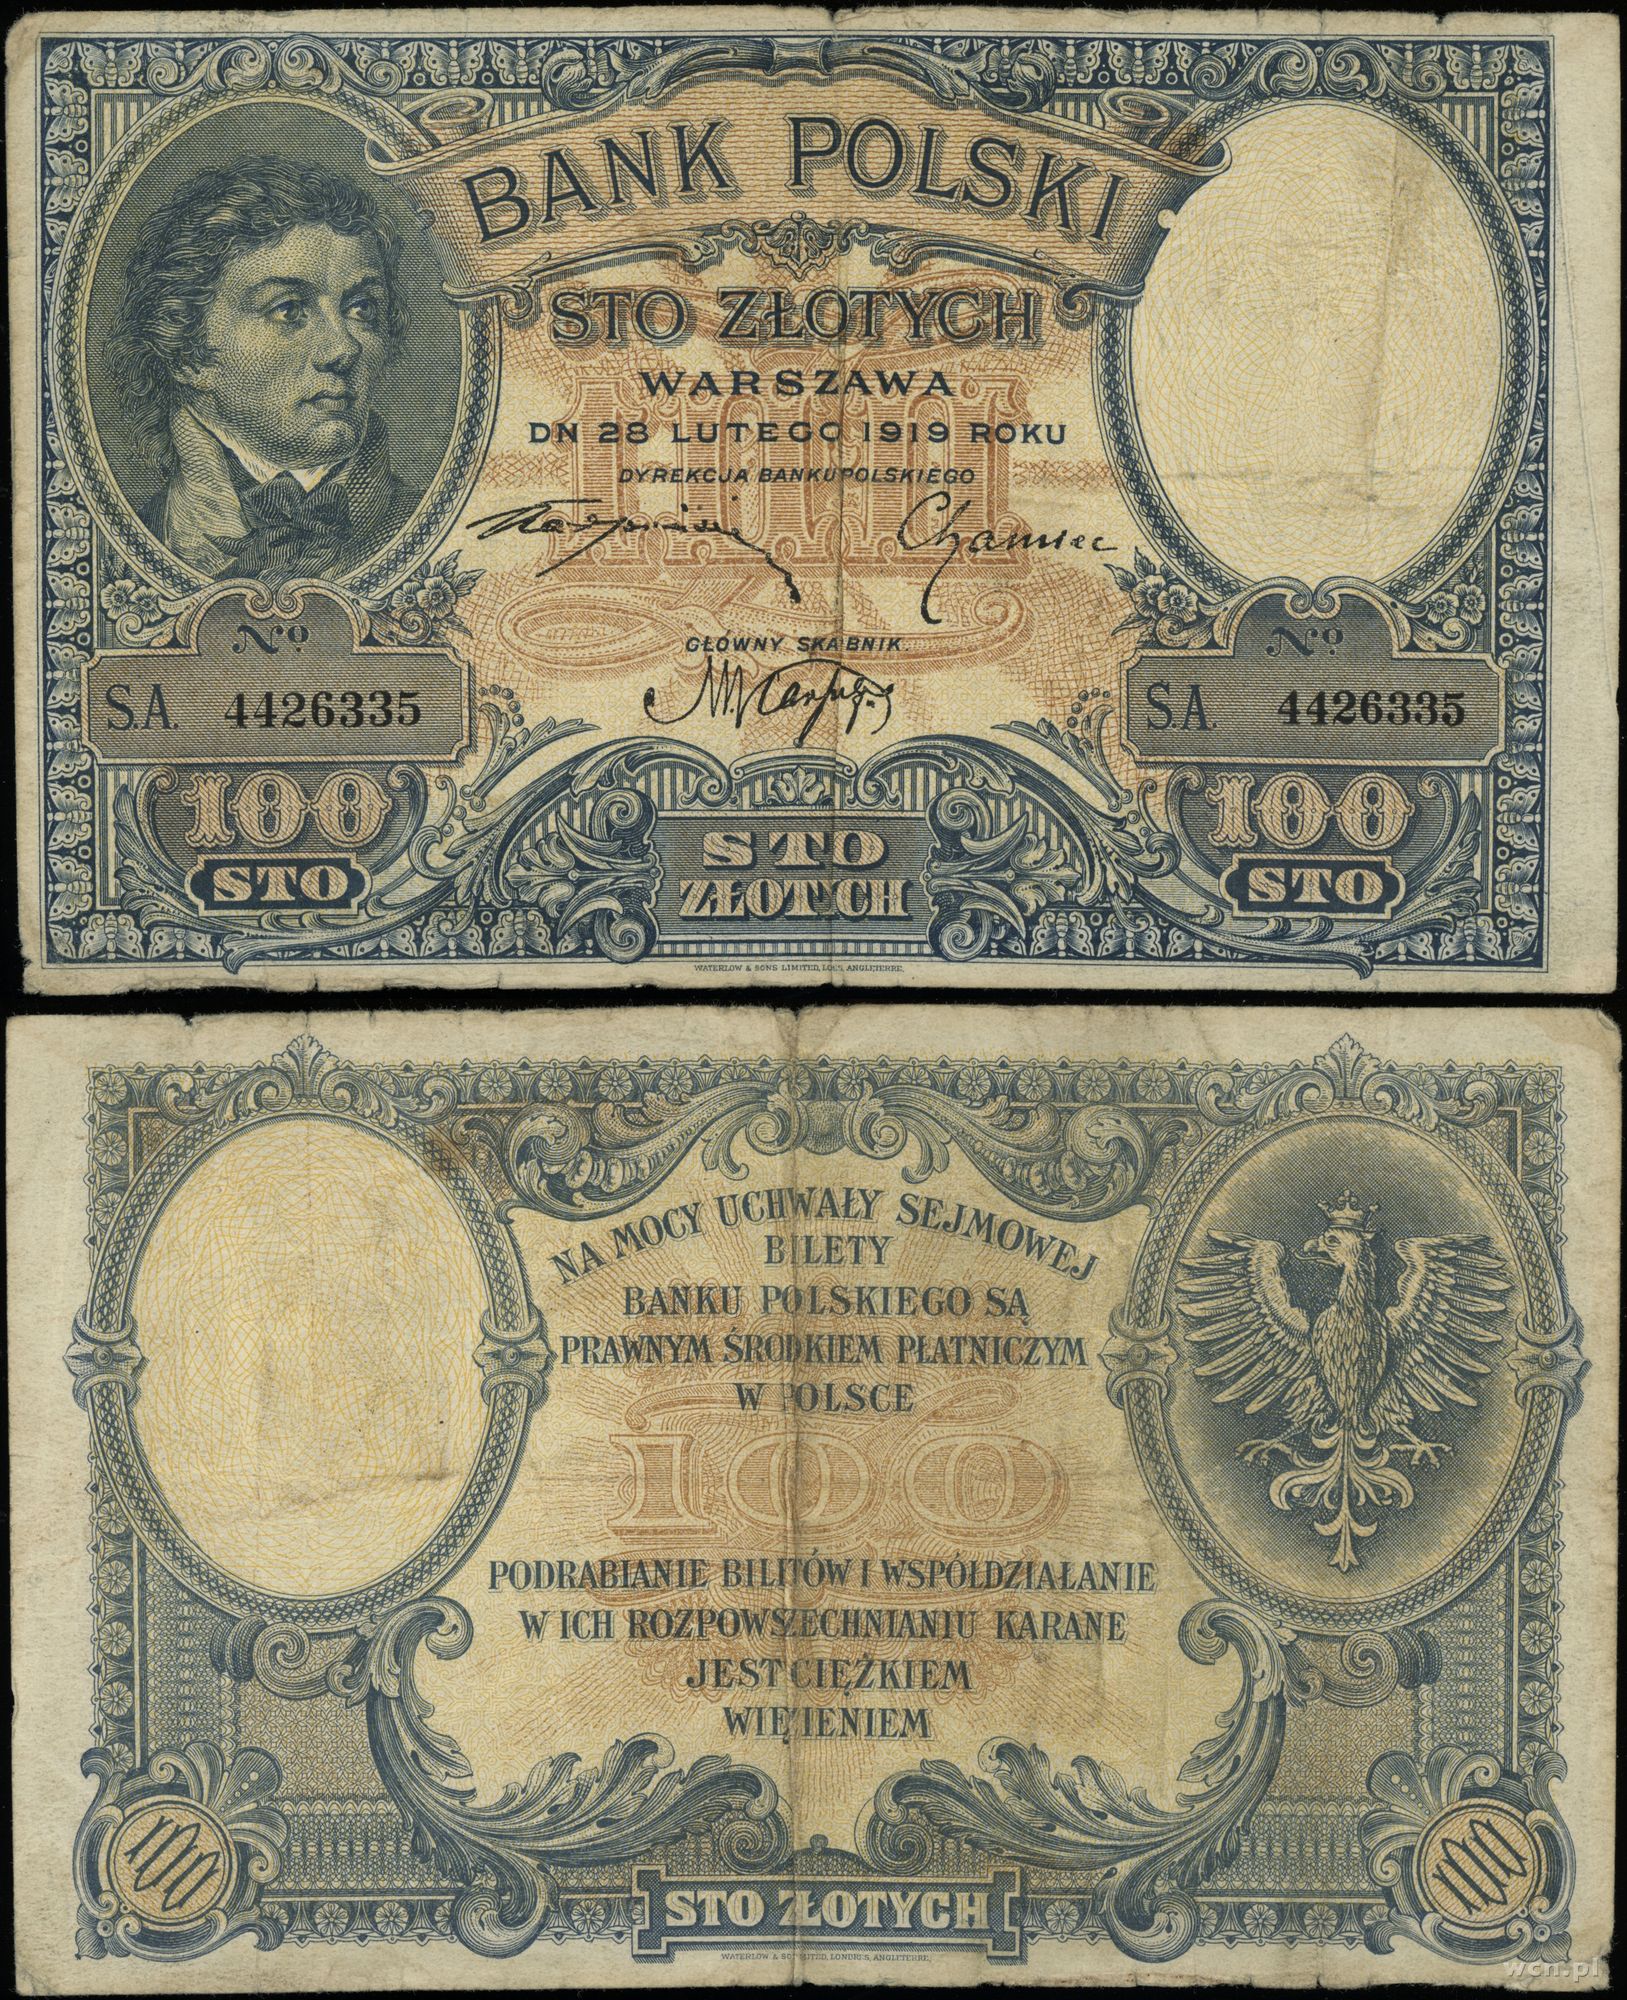 BANK POLSKI
STO ZŁOTYCH
WARSZAWA
DN 28 LUTEGO 1919 ROKU
DYREKCJA BANKU POLSKIEGO
Chamiec
GŁÓWNY SKARBNIK.
Nº
S.A. 4426335
Nº
S.A. 4426335
100
STO
STO
ZŁOTYCH
100
STO
WATERLOW & SONS LIMITED, ANGLETERRE.
NA MOCY UCHWAŁY SEJMOWEJ
BILETY
BANKU POLSKIEGO SĄ
PRAWNYM ŚRODKIEM PŁATNICZYM
W POLSCE
100
PODRABIANIE BILETÓW I WSPÓŁDZIAŁANIE
W ICH ROZPOWSZECHNIANIU KARANE
JEST CIĘŻKIEM
WIĘZIENIEM
100
STO ZŁOTYCH
100
WATERLOW & LONDRES, ANGLETERRE.
wcn.pl